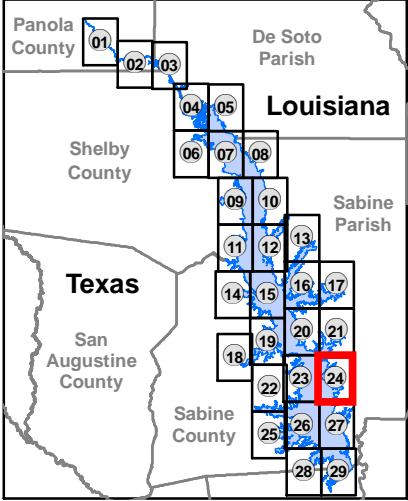 Panola
County
01
02
03
De Soto
Parish
04
05
Louisiana
Shelby
County
06
07
08
09
10
Sabine
Parish
11
12
13
Texas
14
15
16
17
San
Augustine
County
18
19
20
21
22
23
24
Sabine
County
25
26
27
28
29